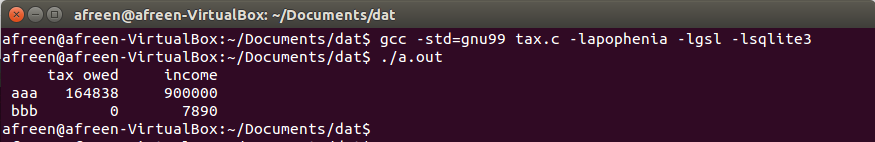 afreen@afreen-VirtualBox: ~/Documents/dat
afreen@afreen-VirtualBox:~/Documents/dat$ gcc -std=gnu99 tax.c -lapophenia -lgsl -lsqlite3
afreen@afreen-VirtualBox:~/Documents/dat$ ./a.out
     tax owed     income
 aaa   164838     900000
 bbb        0       7890
afreen@afreen-VirtualBox:~/Documents/dat$